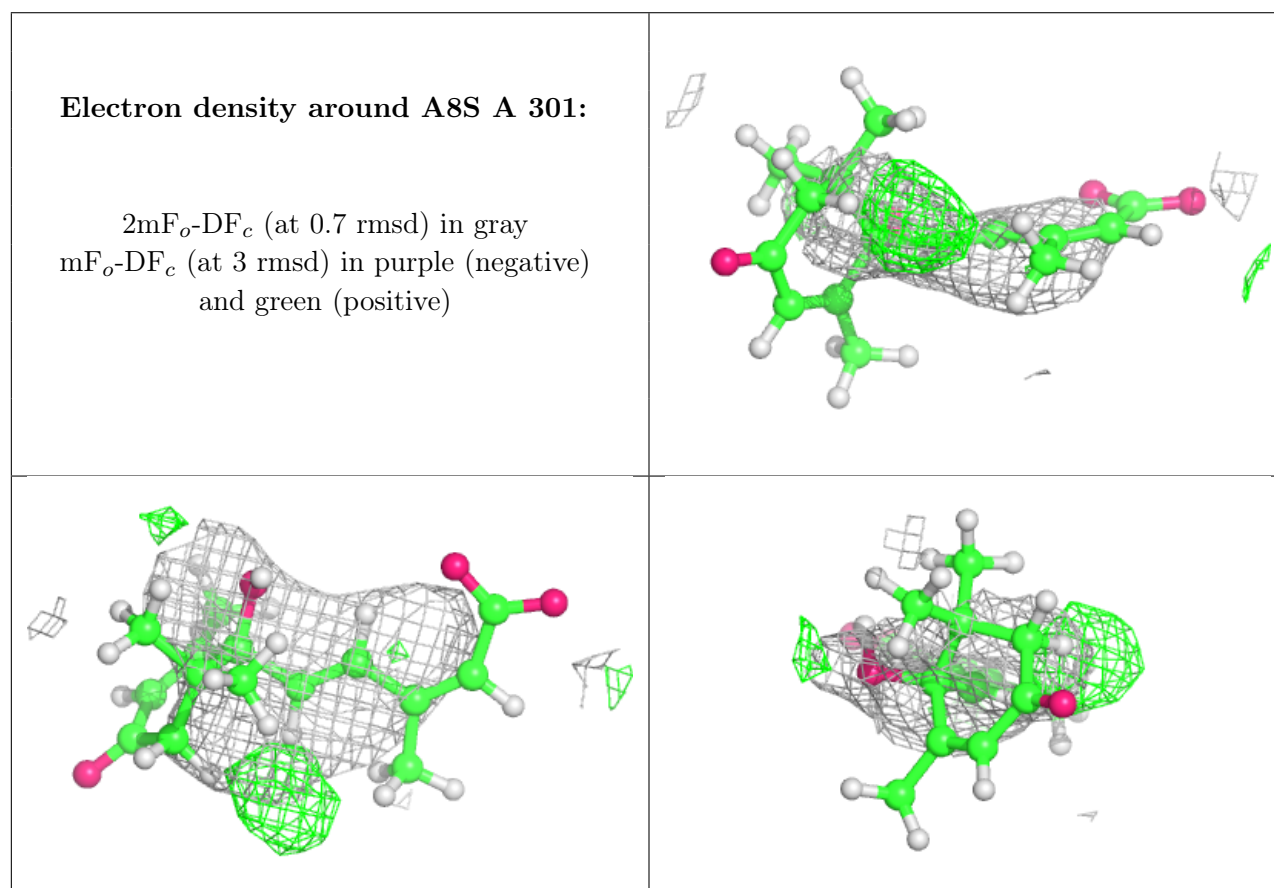 Electron density around A8S A 301:
2mFo-DFc (at 0.7 rmsd) in gray
mFo-DFc (at 3 rmsd) in purple (negative)
and green (positive)